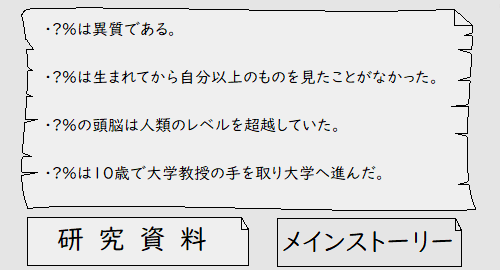 ・?%は異質である。
・?%は生まれてから自分以上のものを見たことがなかった。
・?%の頭脳は人類のレベルを超越していた。
・?%は10歳で大学教授の手を取り大学へ進んだ。
研究資料
メインストーリー